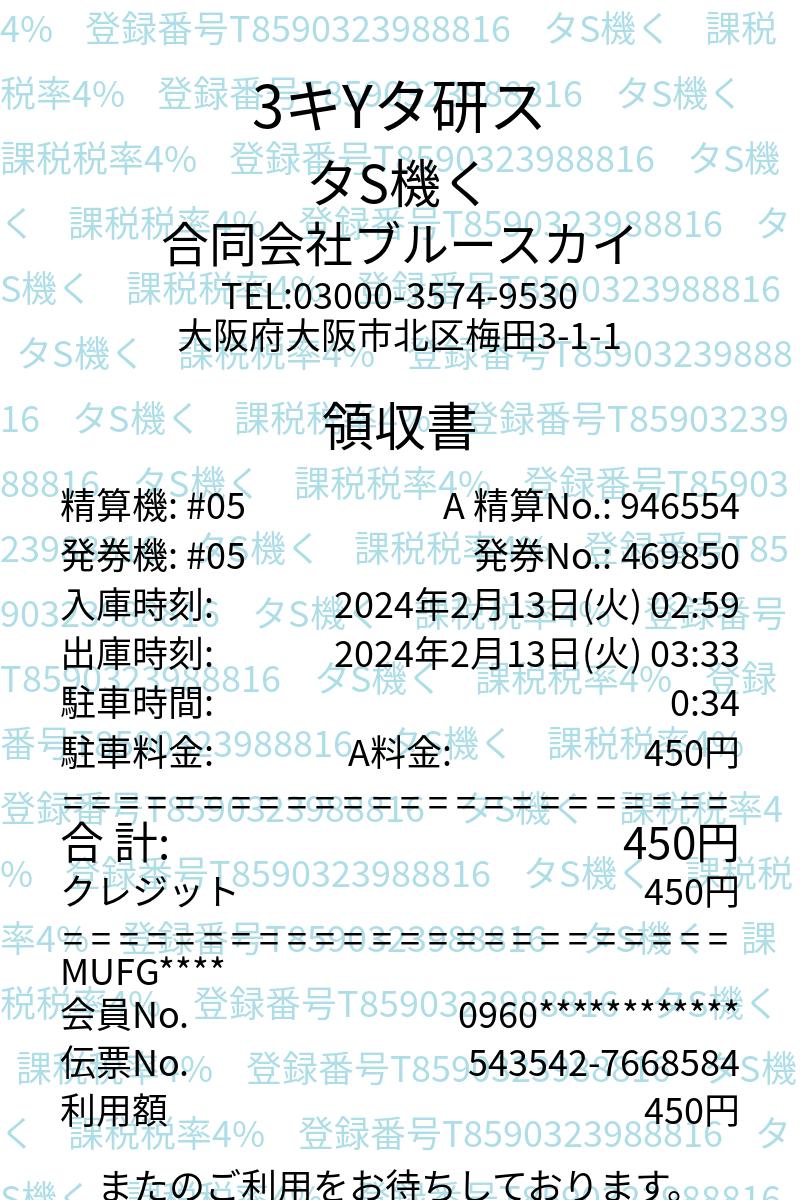 3キYタ研ス
タS機く
合同会社ブルースカイ
TEL:03000-3574-9530
大阪府大阪市北区梅田3-1-1
領収書
精算機: #05 A 精算No.: 946554
発券機: #05 発券No.: 469850
入庫時刻: 2024年2月13日(火) 02:59
出庫時刻: 2024年2月13日(火) 03:33
駐車時間: 0:34
駐車料金: A料金: 450円
========================
合 計: 450円
クレジット 450円
========================
MUFG****
会員No. 0960************
伝票No. 543542-7668584
利用額 450円
またのご利用をお待ちしております。
4% 登録番号T8590323988816 タS機く 課税
税率4% 登録番号T8590323988816 タS機く
課税税率4% 登録番号T8590323988816 タS機
く 課税税率4% 登録番号T8590323988816 タ
S機く 課税税率4% 登録番号T8590323988816
タS機く 課税税率4% 登録番号T859032398​88
16 タS機く 課税税率4% 登録番号T85903239
88816 タS機く 課税税率4% 登録番号T85903
23988816 タS機く 課税税率4% 登録番号T85
90323988816 タS機く 課税税率4% 登録番号
T8590323988816 タS機く 課税税率4% 登録
番号T8590323988816 タS機く 課税税率4%
登録番号T8590323988816 タS機く 課税税率4
% 登録番号T8590323988816 タS機く 課税税
率4% 登録番号T8590323988816 タS機く 課
税税率4% 登録番号T8590323988816 タS機く
課税税率4% 登録番号T8590323988816 タS機
く 課税税率4% 登録番号T8590323988816 タ
S機く 課税税率4% 登録番号T8590323988816